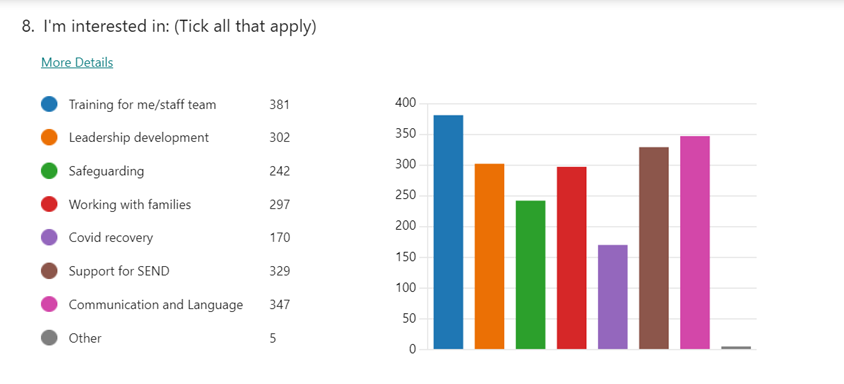 8. I'm interested in: (Tick all that apply)
More Details
Training for me/staff team 381
Leadership development 302
Safeguarding 242
Working with families 297
Covid recovery 170
Support for SEND 329
Communication and Language 347
Other 5
400
350
300
250
200
150
100
50
0